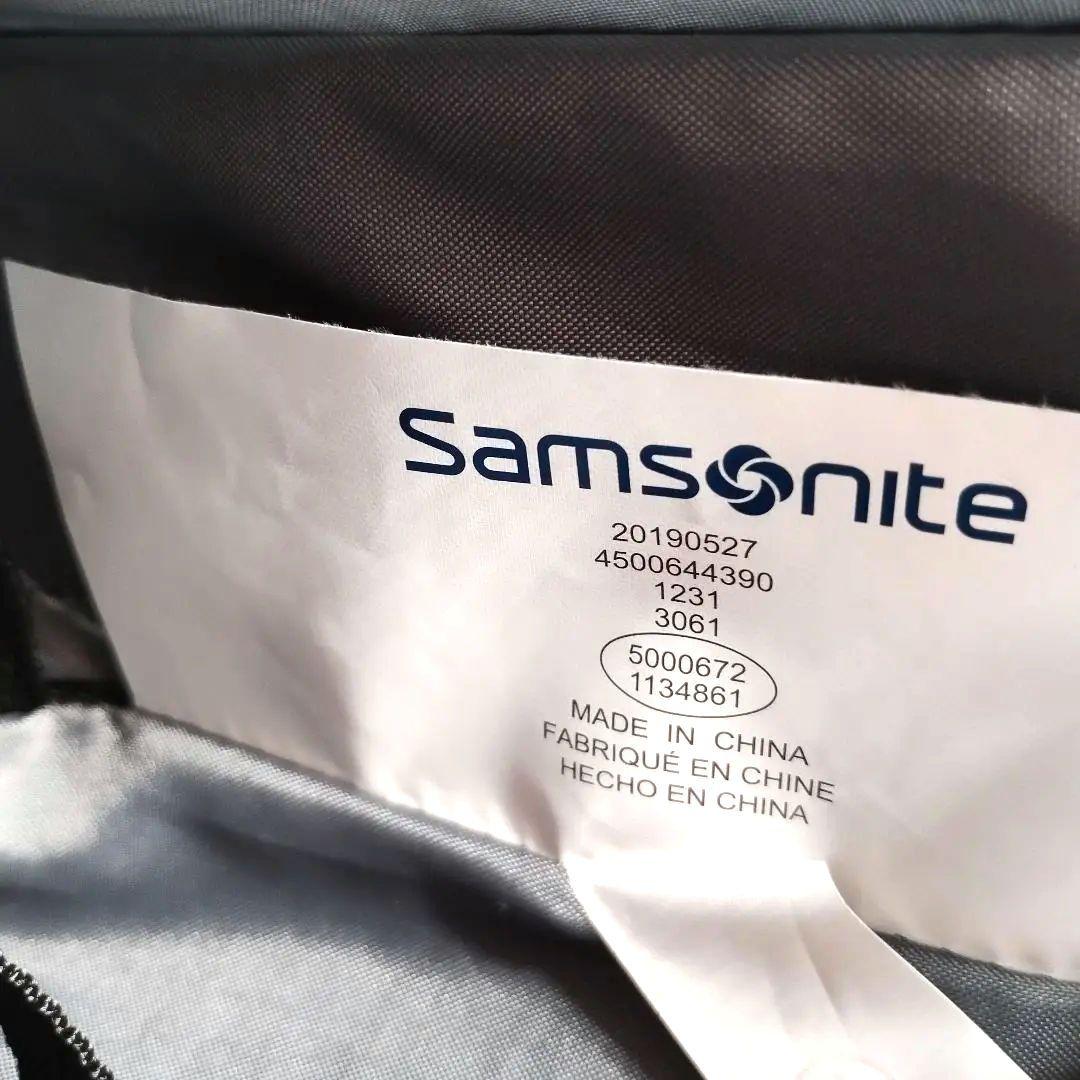 Samsonite
20190527
4500644390
1231
3061
5000672
1134861
MADE IN CHINA
FABRIQUÉ EN CHINE
HECHO EN CHINA